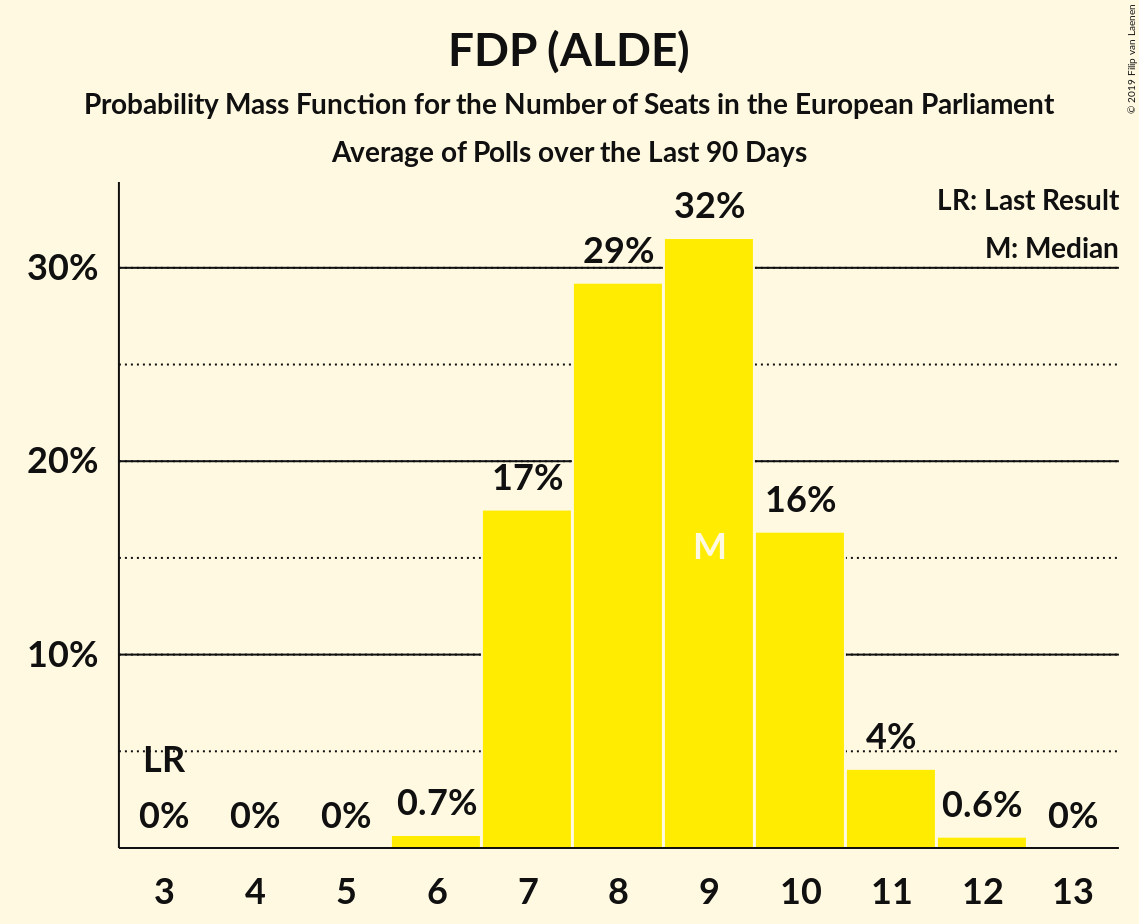 FDP (ALDE)
Probability Mass Function for the Number of Seats in the European Parliament
Average of Polls over the Last 90 Days
© 2019 Filip van Laenen
LR: Last Result
M: Median
30%
20%
10%
LR
0%
0%
0%
0.7%
17%
29%
32%
M
16%
4%
0.6%
0%
3 4 5 6 7 8 9 10 11 12 13